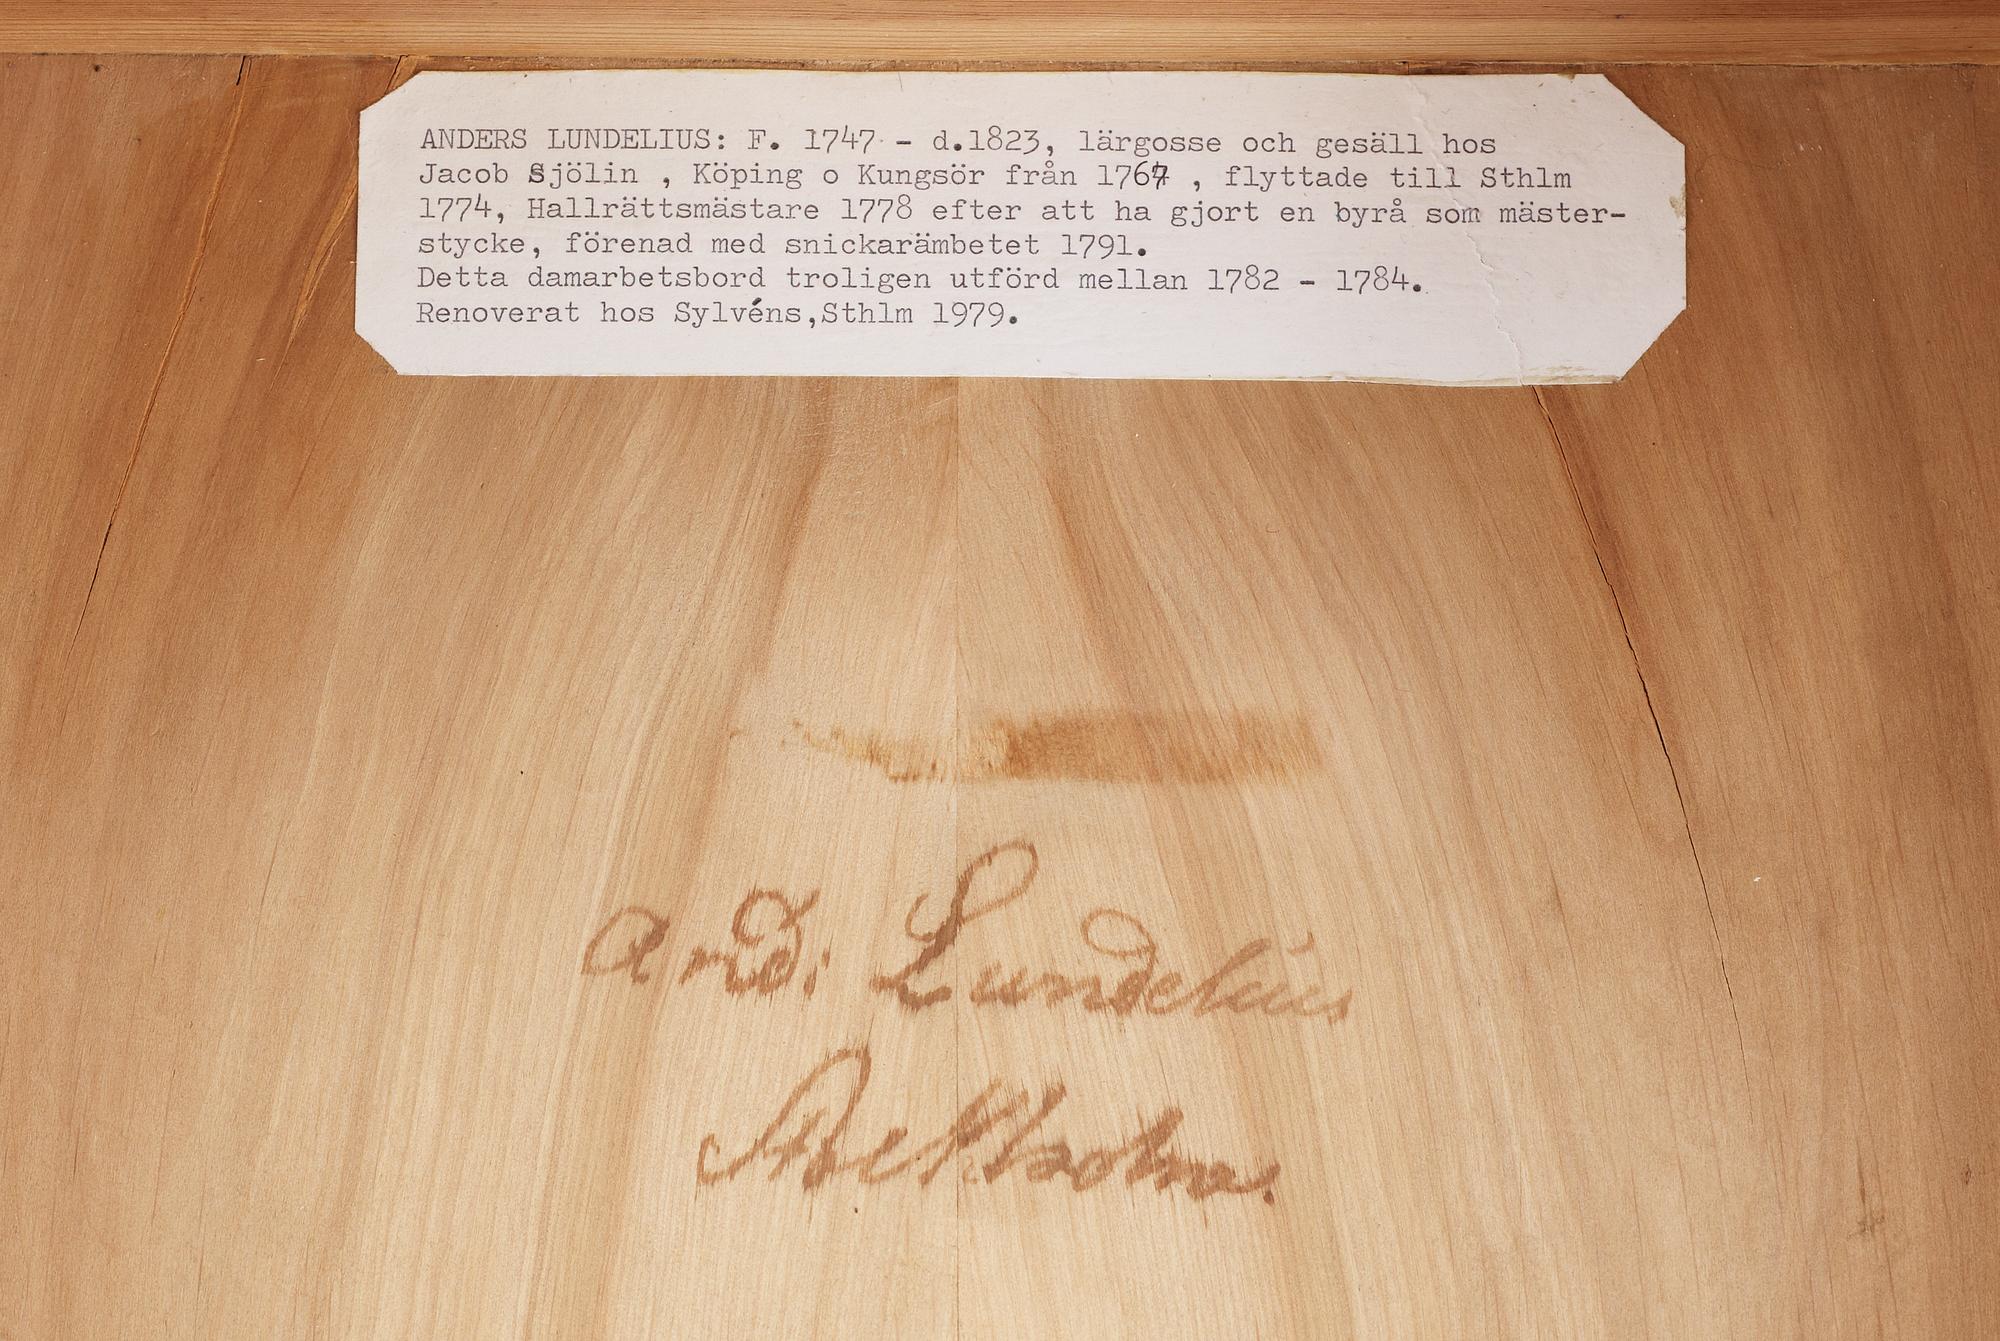 ANDERS LUNDELIUS: F. 1747 - d.1823, lärgosse och gesäll hos
Jacob Sjölin , Köping o Kungsör från 1767 , flyttade till Sthlm
1774, Hallrättsmästare 1778 efter att ha gjort en byrå som mäster-
stycke, förenad med snickarämbetet 1791.
Detta damarbetsbord troligen utförd mellan 1782 - 1784.
Renoverat hos Sylvéns,Sthlm 1979.
And: Lundelius
Stockholm.